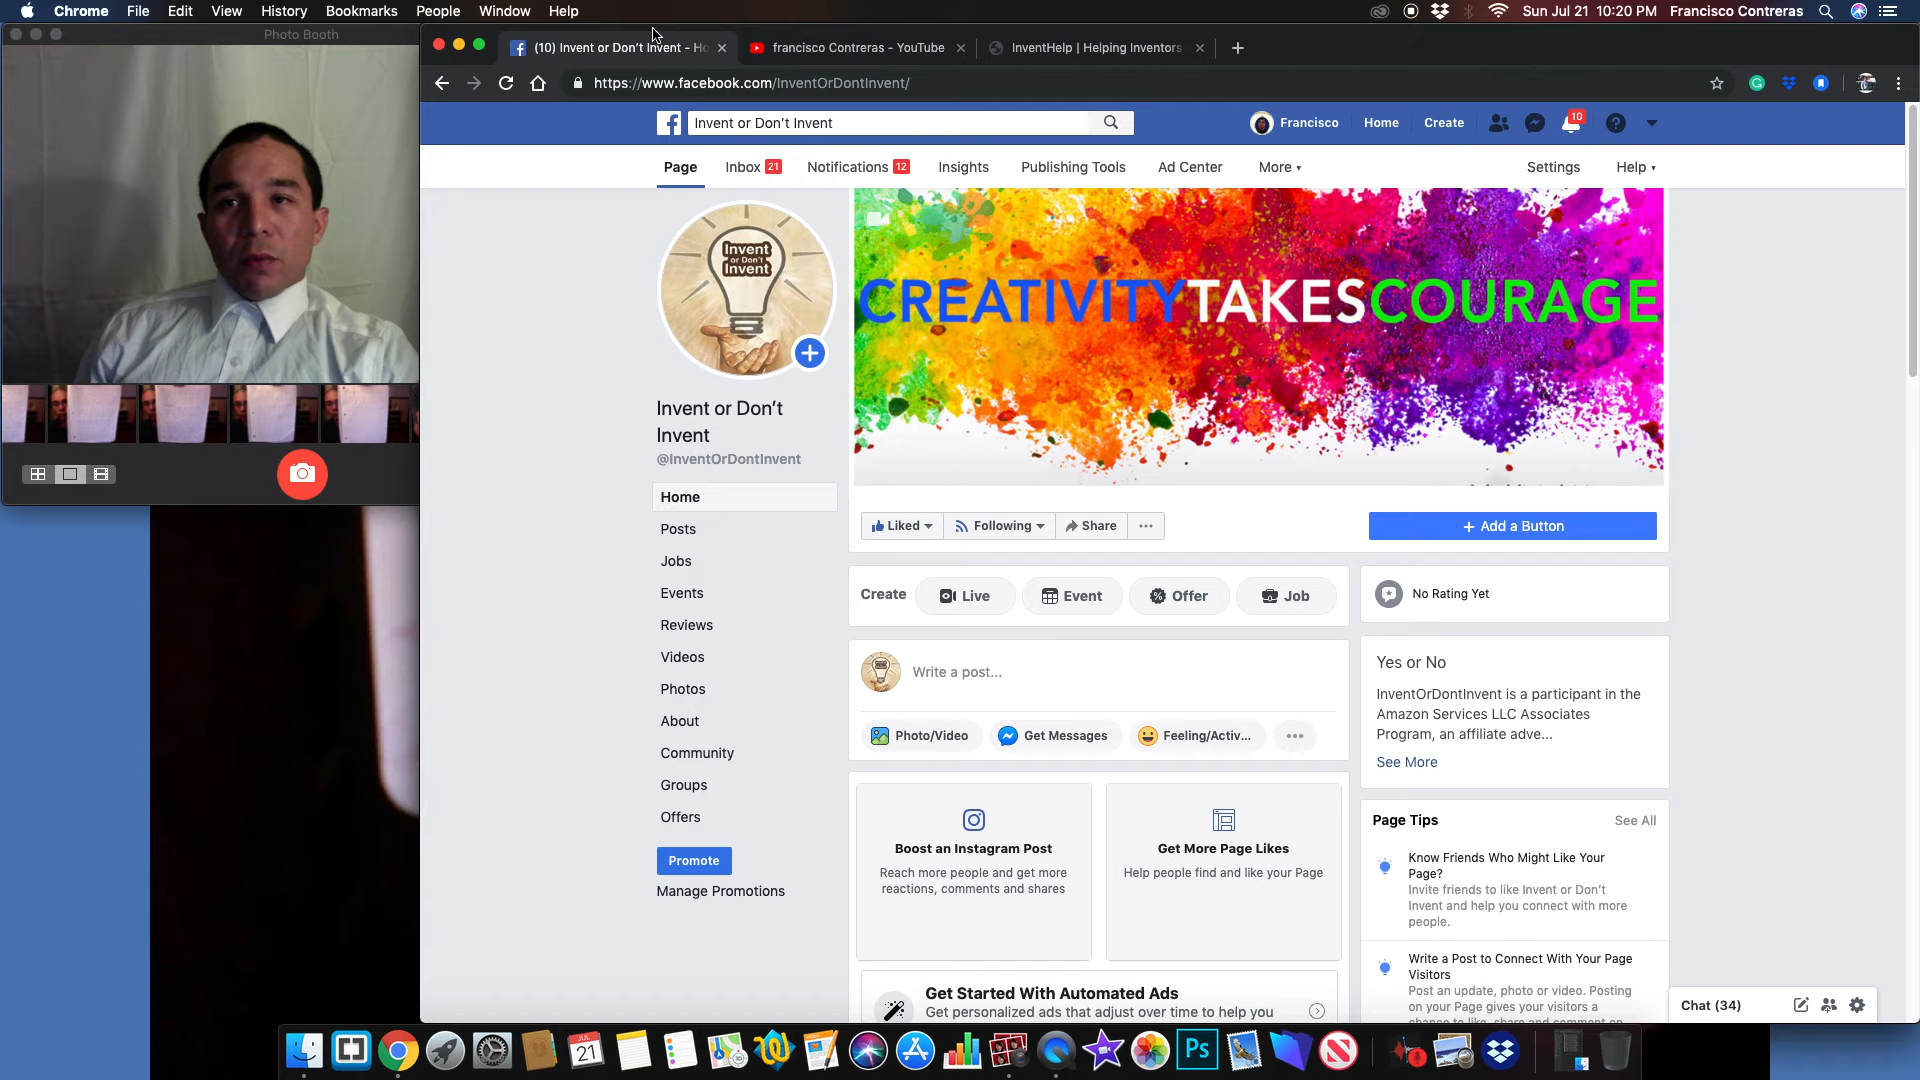 Chrome File Edit View History Bookmarks People Window Help
Sun Jul 21 10:20 PM Francisco Contreras
Photo Booth
(10) Invent or Don't Invent - Ho
francisco Contreras - YouTube
InventHelp | Helping Inventors
https://www.facebook.com/InventOrDontInvent/
Invent or Don't Invent
Francisco Home Create 10
Page Inbox 21 Notifications 12 Insights Publishing Tools Ad Center More Settings Help
Invent
or Don't
Invent
CREATIVITYTAKESCOURAGE
Invent or Don't
Invent
@InventOrDontInvent
Home
Posts
Jobs
Events
Reviews
Videos
Photos
About
Community
Groups
Offers
Promote
Manage Promotions
Liked Following Share ...
+ Add a Button
Create Live Event Offer Job
Write a post...
Photo/Video Get Messages Feeling/Activ...
Boost an Instagram Post
Reach more people and get more
reactions, comments and shares
Get More Page Likes
Help people find and like your Page
Get Started With Automated Ads
Get personalized ads that adjust over time to help you
No Rating Yet
Yes or No
InventOrDontInvent is a participant in the
Amazon Services LLC Associates
Program, an affiliate adve...
See More
Page Tips See All
Know Friends Who Might Like Your
Page?
Invite friends to like Invent or Don't
Invent and help you connect with more
people.
Write a Post to Connect With Your Page
Visitors
Post an update, photo or video. Posting
on your Page gives your visitors a
chance to like, share and comment on
Chat (34)
JUL
21
Ps